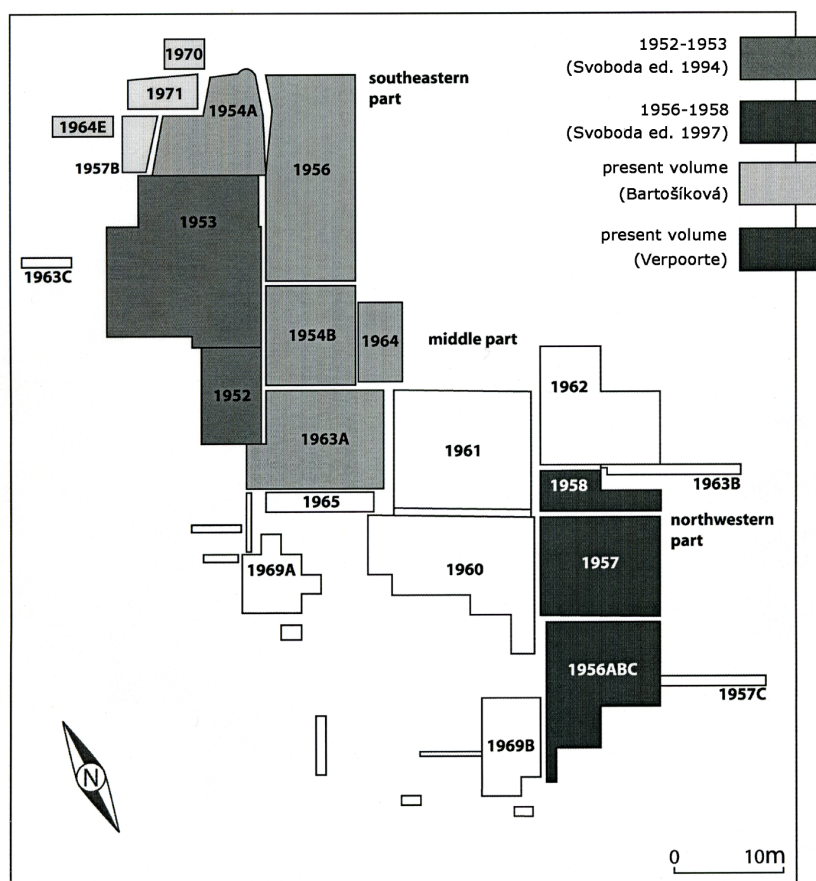 1952-1953
(Svoboda ed. 1994)
1956-1958
(Svoboda ed. 1997)
present volume
(Bartošíková)
present volume
(Verpoorte)
1970
1971
1954A
southeastern
part
1964E
1957B
1956
1953
1963C
1954B
1964
middle part
1952
1962
1963A
1961
1965
1958
1963B
northwestern
part
1969A
1960
1957
1956ABC
1957C
1969B
N
0 10m